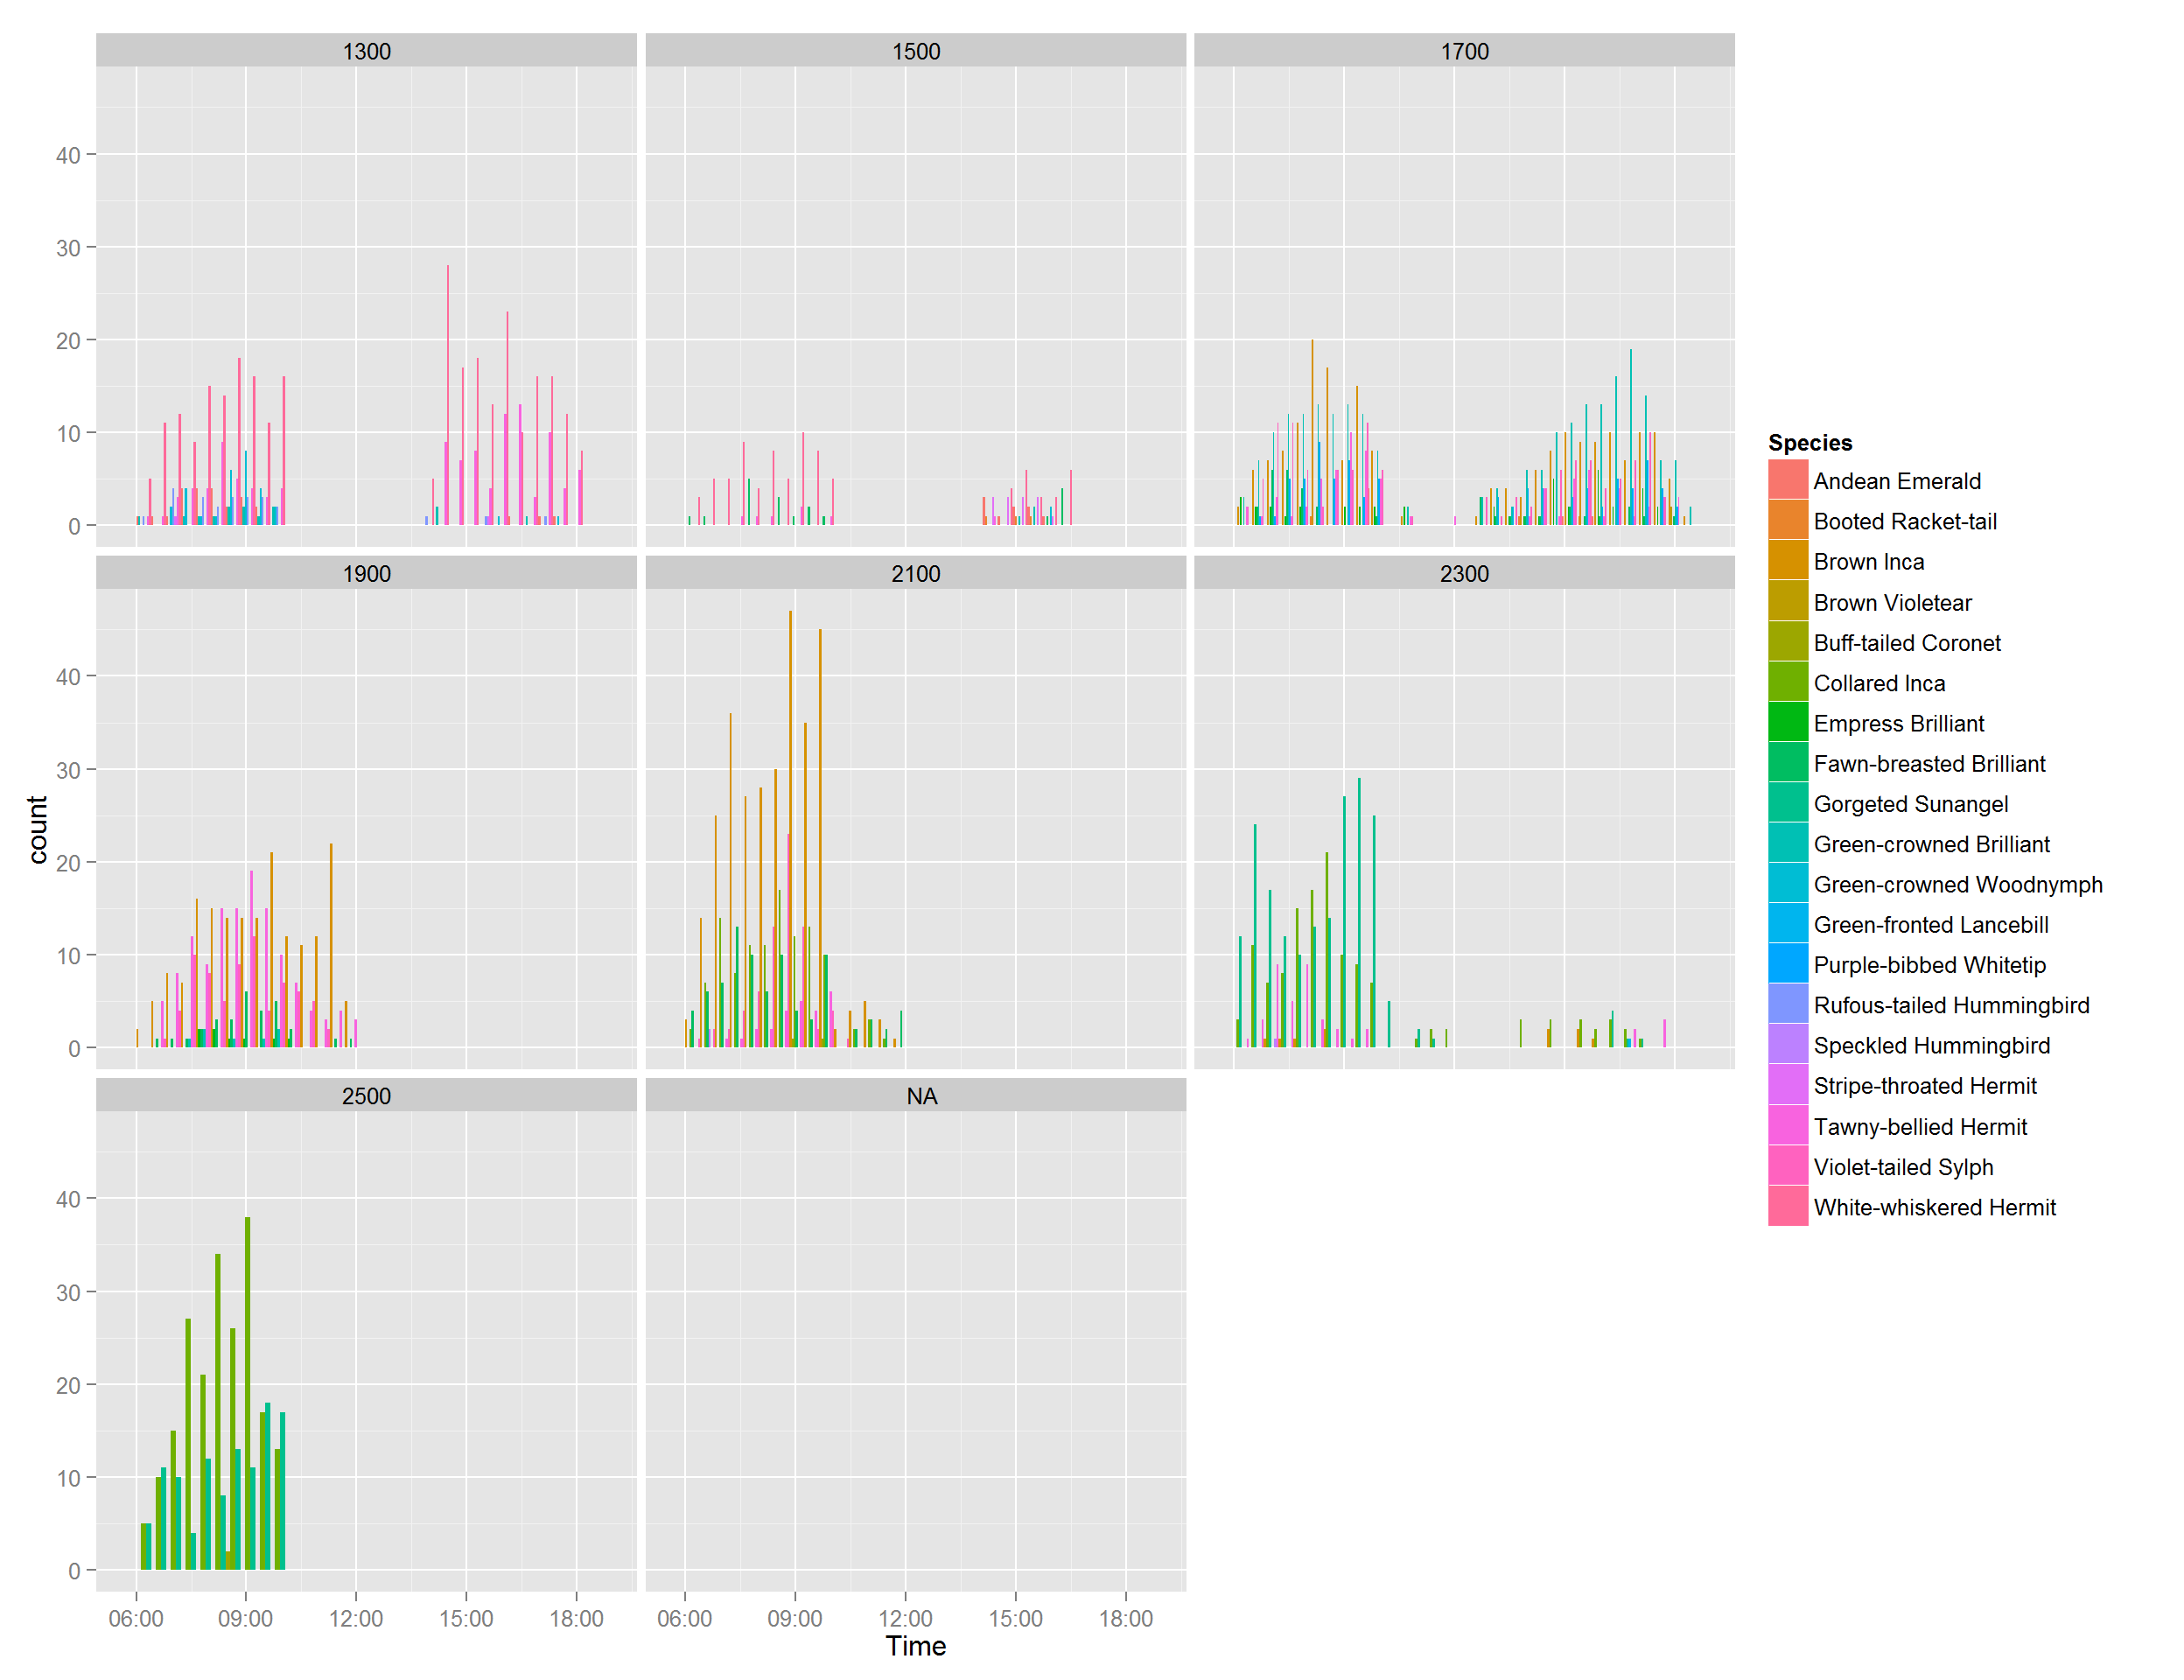 1300
1500
1700
40
30
20
10
0
1900
2100
2300
40
30
20
10
0
2500
NA
40
30
20
10
0
06:00 09:00 12:00 15:00 18:00
06:00 09:00 12:00 15:00 18:00
Time
count
Species
Andean Emerald
Booted Racket-tail
Brown Inca
Brown Violetear
Buff-tailed Coronet
Collared Inca
Empress Brilliant
Fawn-breasted Brilliant
Gorgeted Sunangel
Green-crowned Brilliant
Green-crowned Woodnymph
Green-fronted Lancebill
Purple-bibbed Whitetip
Rufous-tailed Hummingbird
Speckled Hummingbird
Stripe-throated Hermit
Tawny-bellied Hermit
Violet-tailed Sylph
White-whiskered Hermit